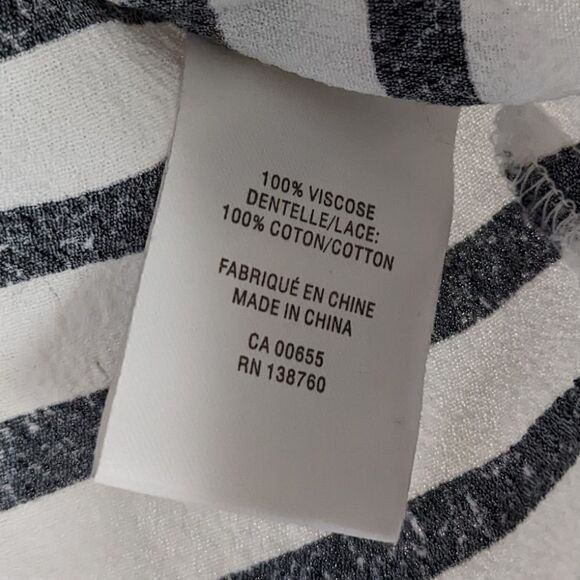 100% VISCOSE
DENTELLE/LACE:
100% COTON/COTTON
FABRIQUÉ EN CHINE
MADE IN CHINA
CA 00655
RN 138760